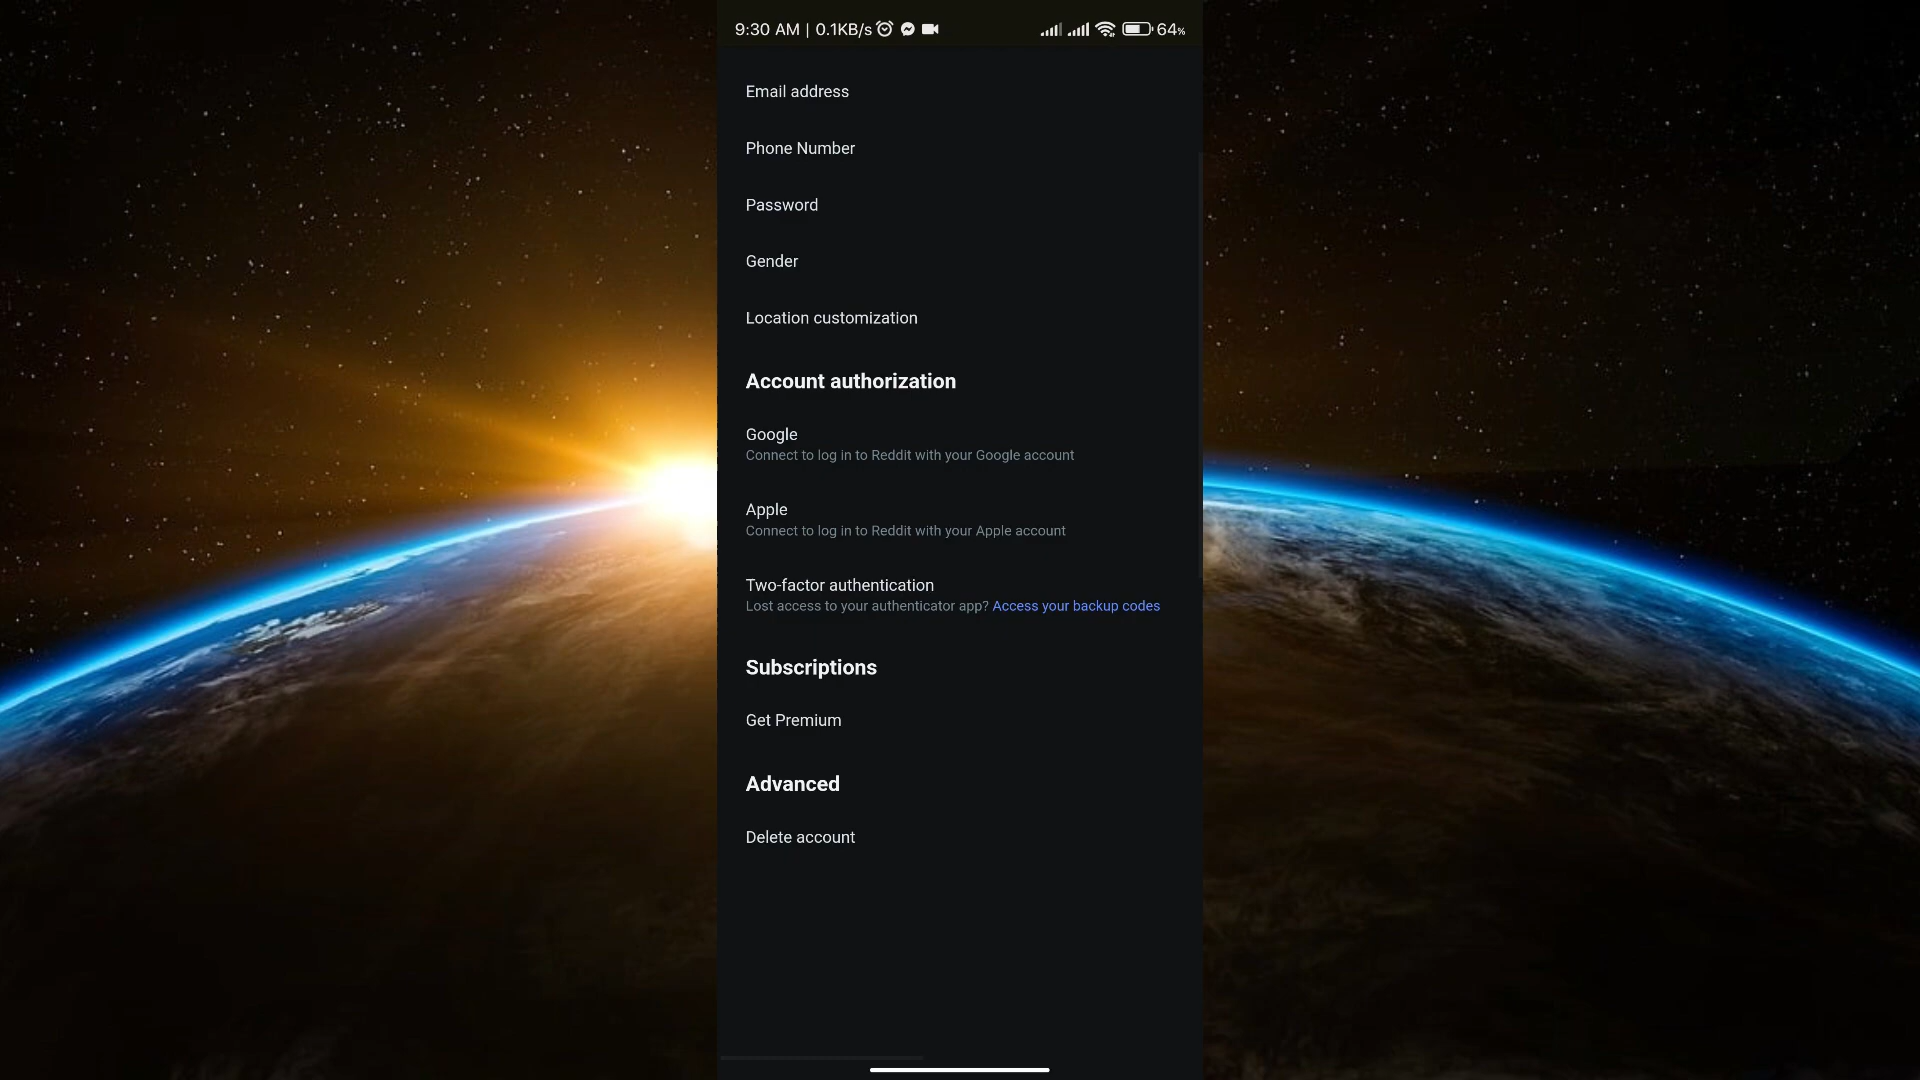 9:30 AM | 0.1KB/s 64%
Email address
Phone Number
Password
Gender
Location customization
Account authorization
Google
Connect to log in to Reddit with your Google account
Apple
Connect to log in to Reddit with your Apple account
Two-factor authentication
Lost access to your authenticator app? Access your backup codes
Subscriptions
Get Premium
Advanced
Delete account